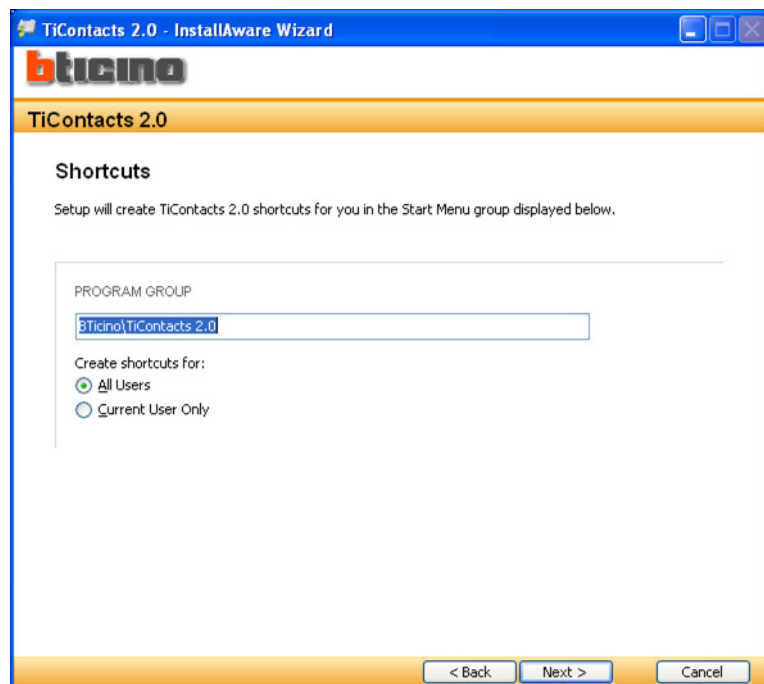 TiContacts 2.0 - InstallAware Wizard
bticino
TiContacts 2.0
Shortcuts
Setup will create TiContacts 2.0 shortcuts for you in the Start Menu group displayed below.
PROGRAM GROUP
BTicino\TiContacts 2.0
Create shortcuts for:
All Users
Current User Only
< Back
Next >
Cancel